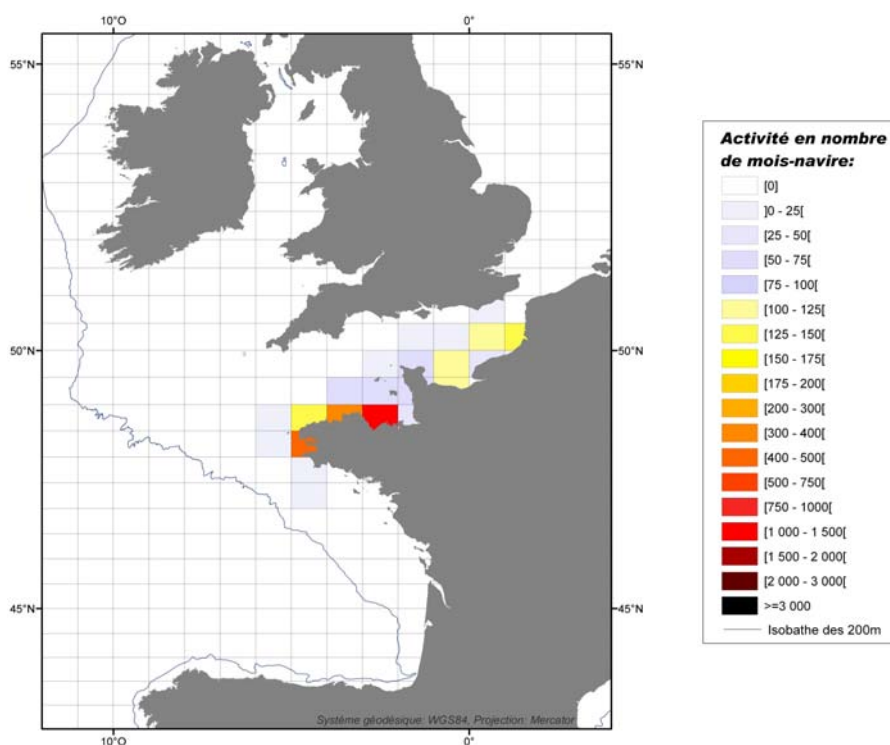 10°O
0°
55°N
55°N
50°N
50°N
45°N
45°N
10°O
0°
Système géodésique: WGS84, Projection: Mercator
Activité en nombre
de mois-navire:
[0]
]0 - 25[
[25 - 50[
[50 - 75[
[75 - 100[
[100 - 125[
[125 - 150[
[150 - 175[
[175 - 200[
[200 - 300[
[300 - 400[
[400 - 500[
[500 - 750[
[750 - 1000[
[1 000 - 1 500[
[1 500 - 2 000[
[2 000 - 3 000[
>=3 000
Isobathe des 200m